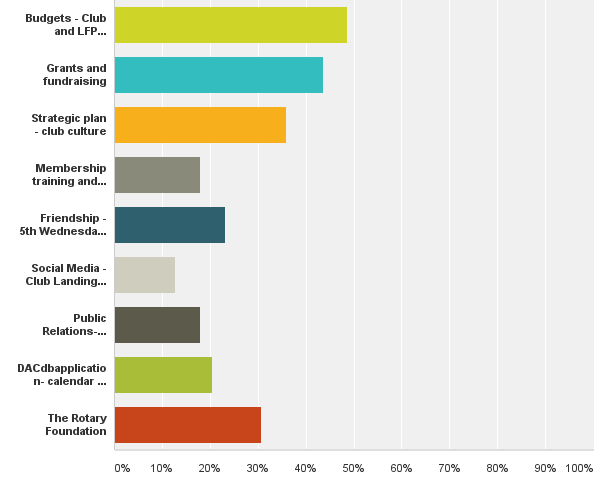 Budgets - Club
and LFP...
Grants and
fundraising
Strategic plan
- club culture
Membership
training and...
Friendship -
5th Wednesda...
Social Media -
Club Landing...
Public
Relations-...
DACdbapplicatio
n- calendar ...
The Rotary
Foundation
0% 10% 20% 30% 40% 50% 60% 70% 80% 90% 100%